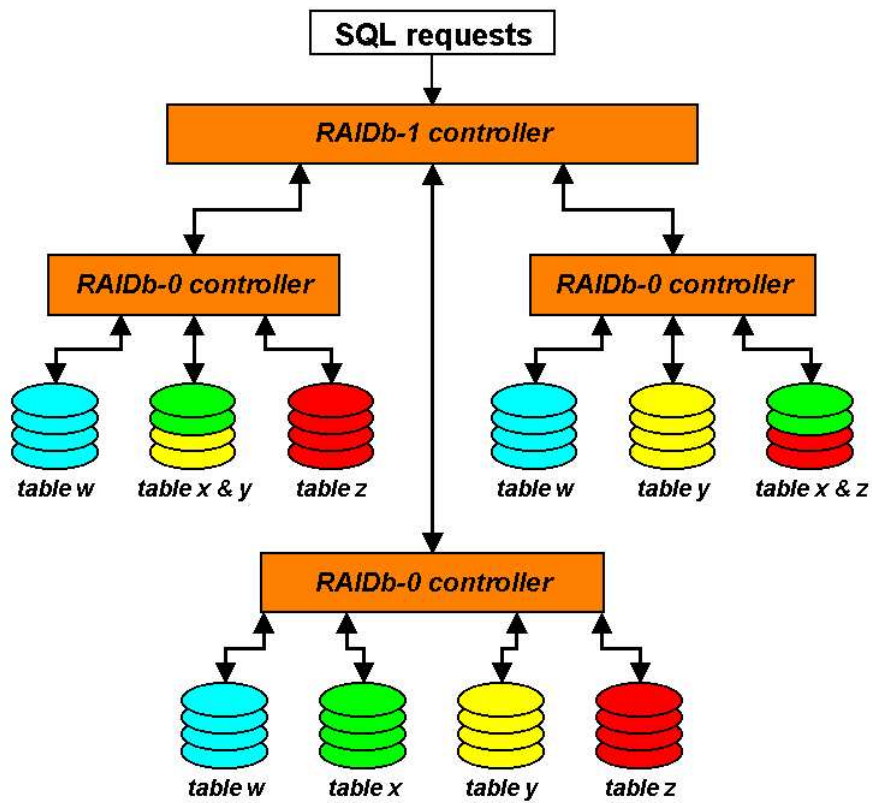 SQL requests
RAIDb-1 controller
RAIDb-0 controller
RAIDb-0 controller
table w
table x & y
table z
table w
table y
table x & z
RAIDb-0 controller
table w
table x
table y
table z